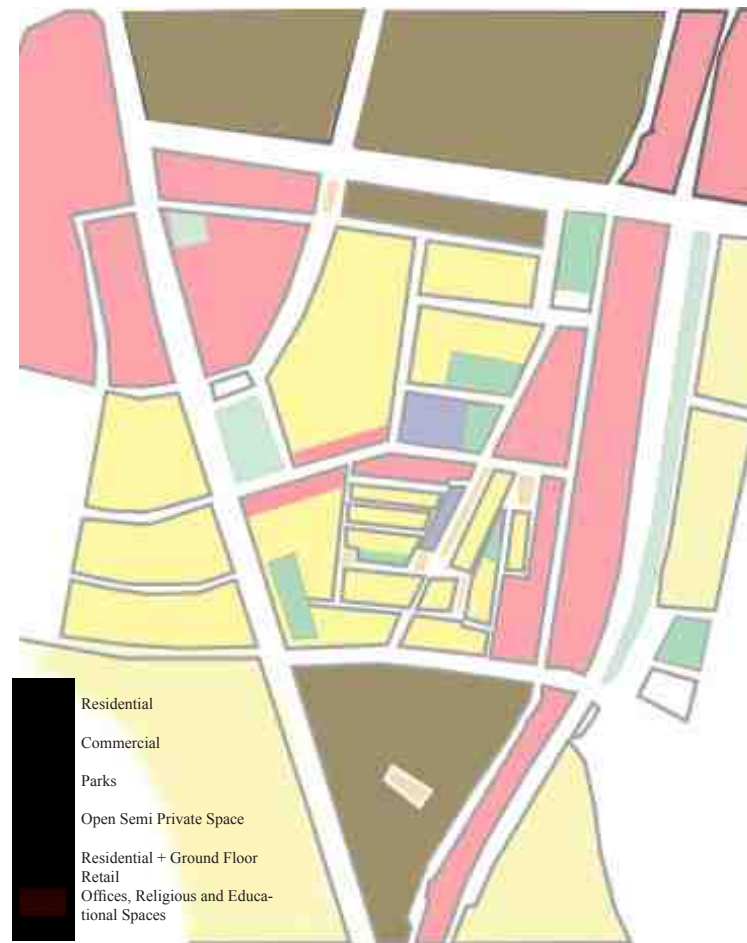 Residential
Commercial
Parks
Open Semi Private Space
Residential + Ground Floor
Retail
Offices, Religious and Educa-
tional Spaces